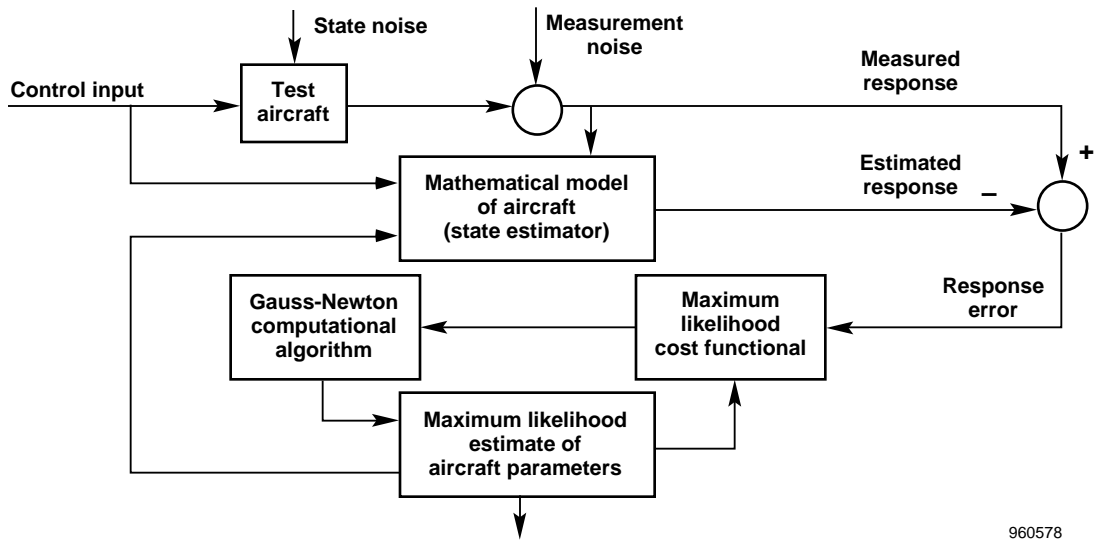 State noise
Measurement
noise
Control input
Test
aircraft
Measured
response
+
Mathematical model
of aircraft
(state estimator)
Estimated
response
–
Gauss-Newton
computational
algorithm
Maximum
likelihood
cost functional
Response
error
Maximum likelihood
estimate of
aircraft parameters
960578